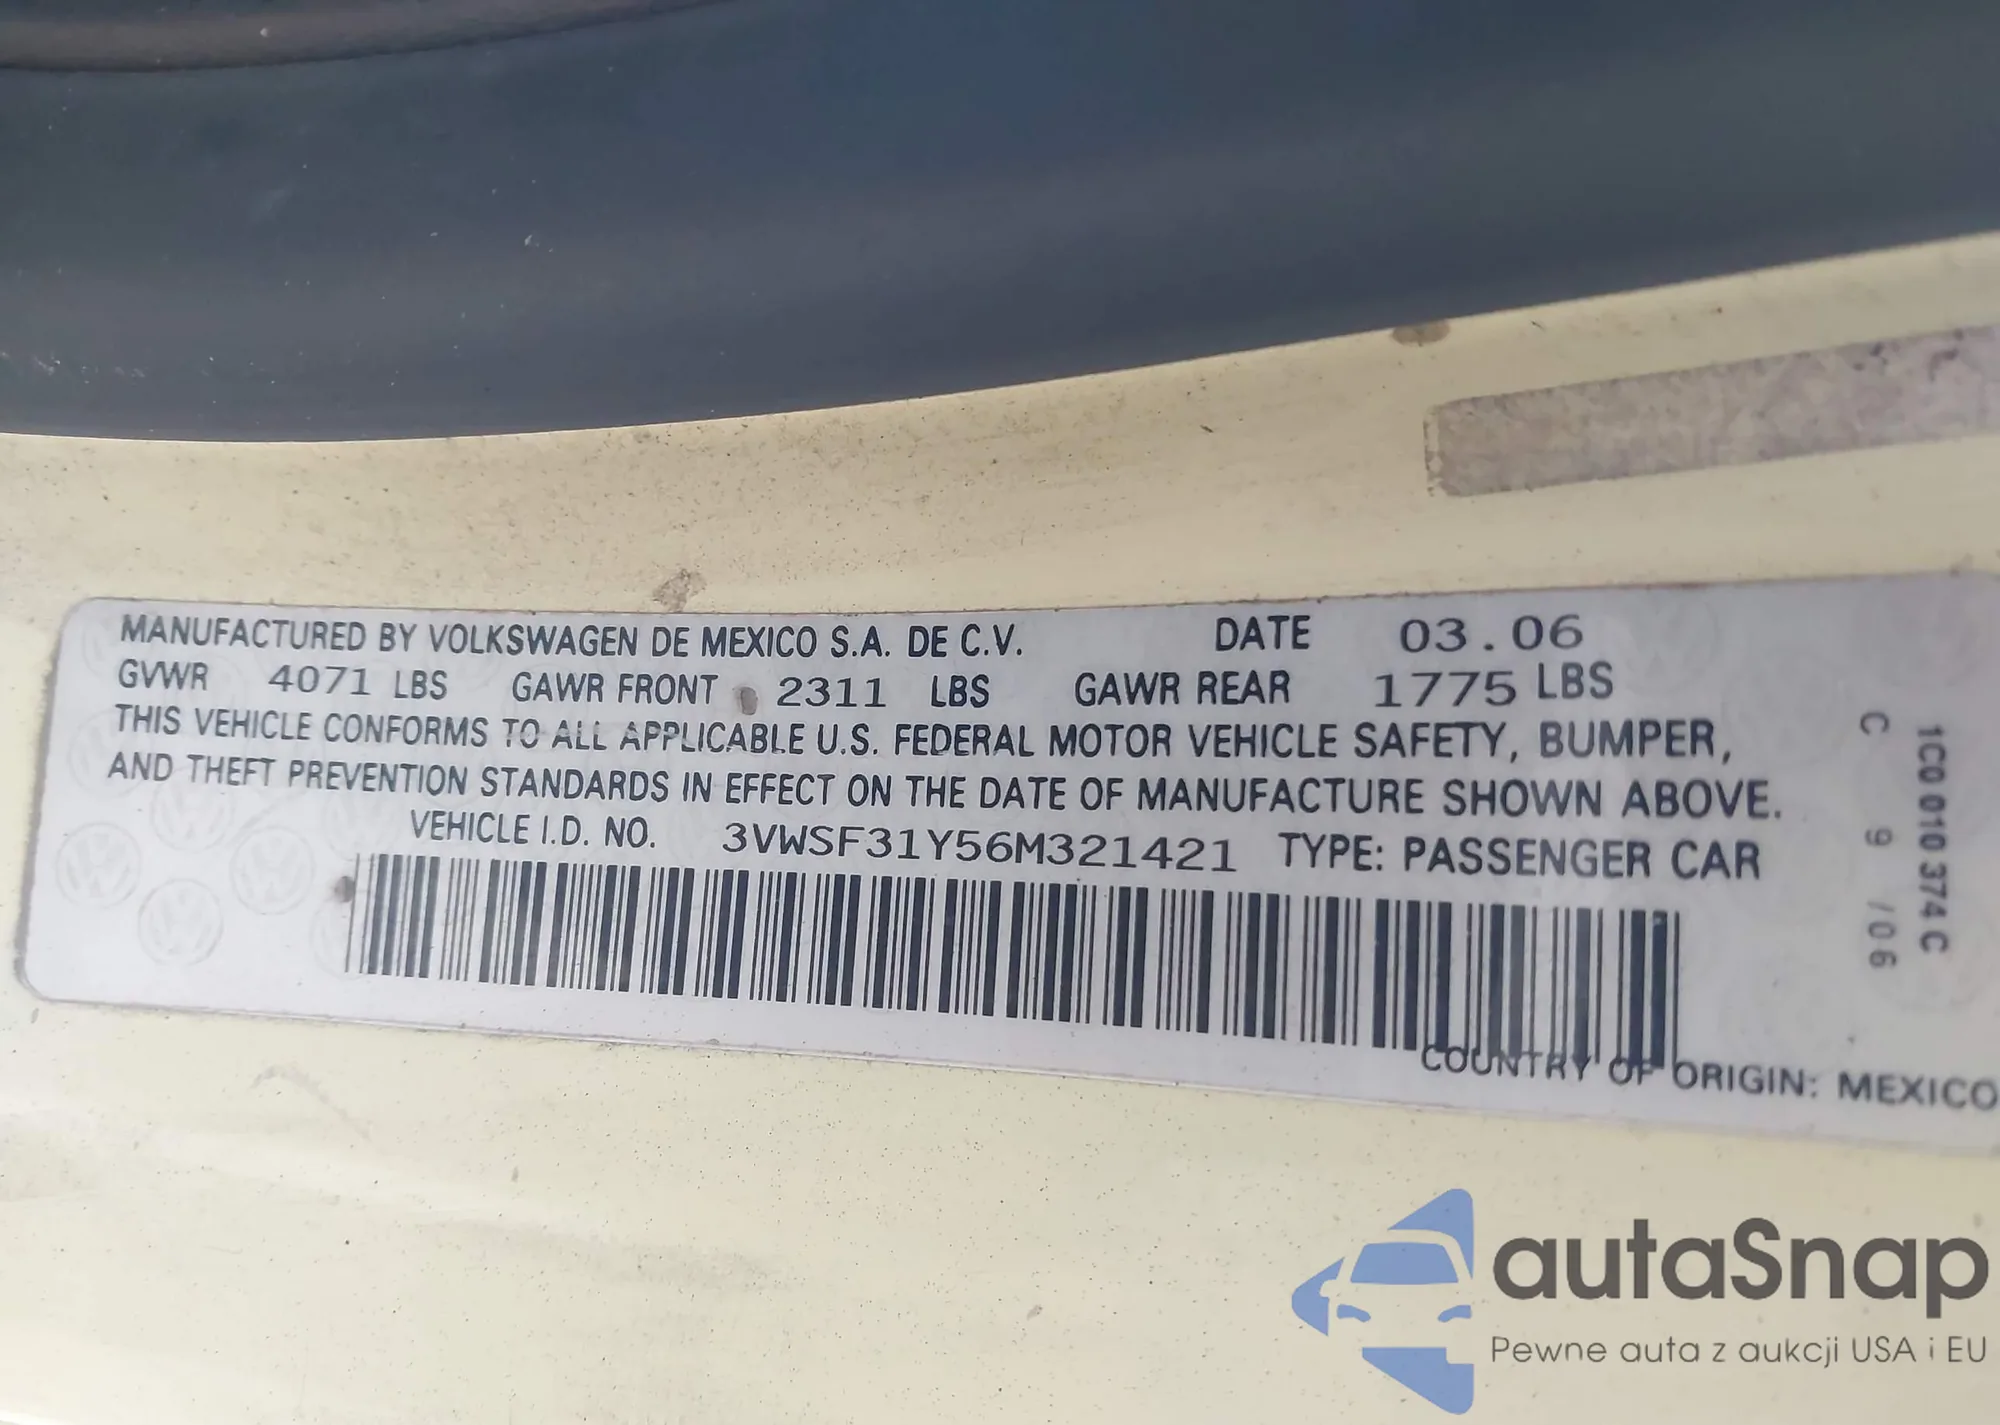 MANUFACTURED BY VOLKSWAGEN DE MEXICO S.A. DE C.V. DATE 03.06
GVWR 4071 LBS GAWR FRONT 2311 LBS GAWR REAR 1775 LBS
THIS VEHICLE CONFORMS TO ALL APPLICABLE U.S. FEDERAL MOTOR VEHICLE SAFETY, BUMPER,
AND THEFT PREVENTION STANDARDS IN EFFECT ON THE DATE OF MANUFACTURE SHOWN ABOVE.
VEHICLE I.D. NO. 3VWSF31Y56M321421 TYPE: PASSENGER CAR
COUNTRY OF ORIGIN: MEXICO
1C0 010 374 C
C 9 /06
autaSnap
Pewne auta z aukcji USA i EU